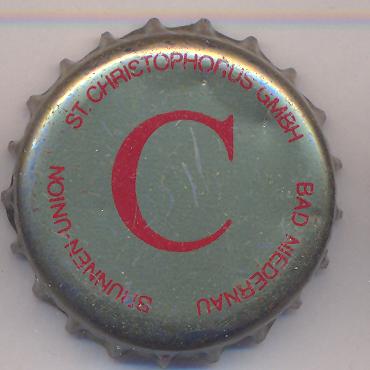 BRUNNEN-UNION ST. CHRISTOPHORUS GMBH BAD NIEDERNAU
C